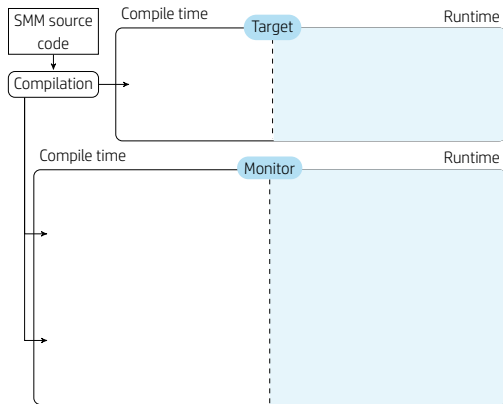 SMM source
code
Compile time
Target
Runtime
Compilation
Compile time
Monitor
Runtime